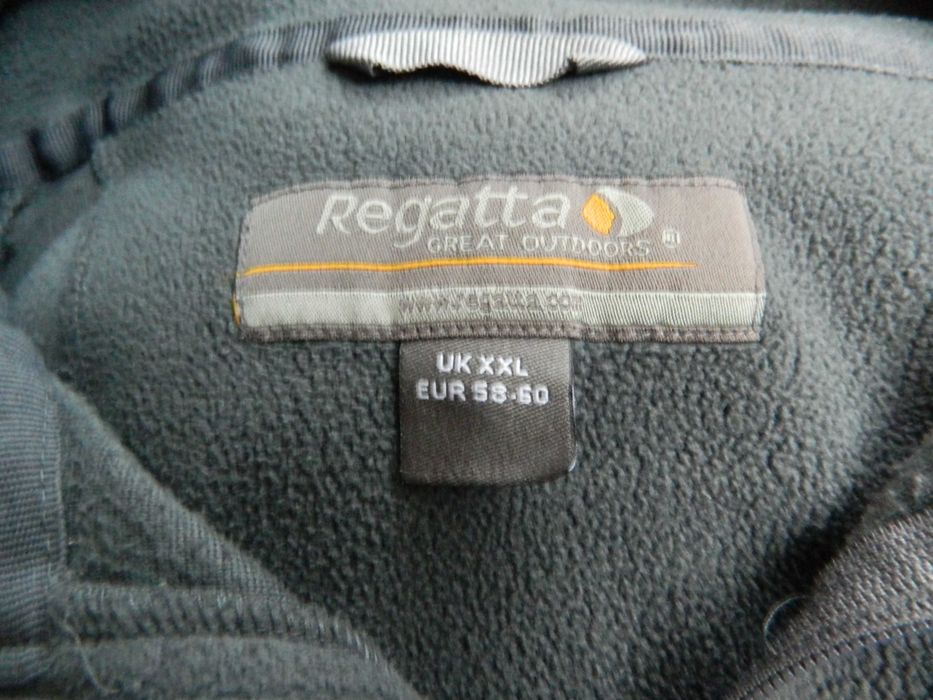 Regatta
GREAT OUTDOORS
www.regatta.com
UK XXL
EUR 58-60